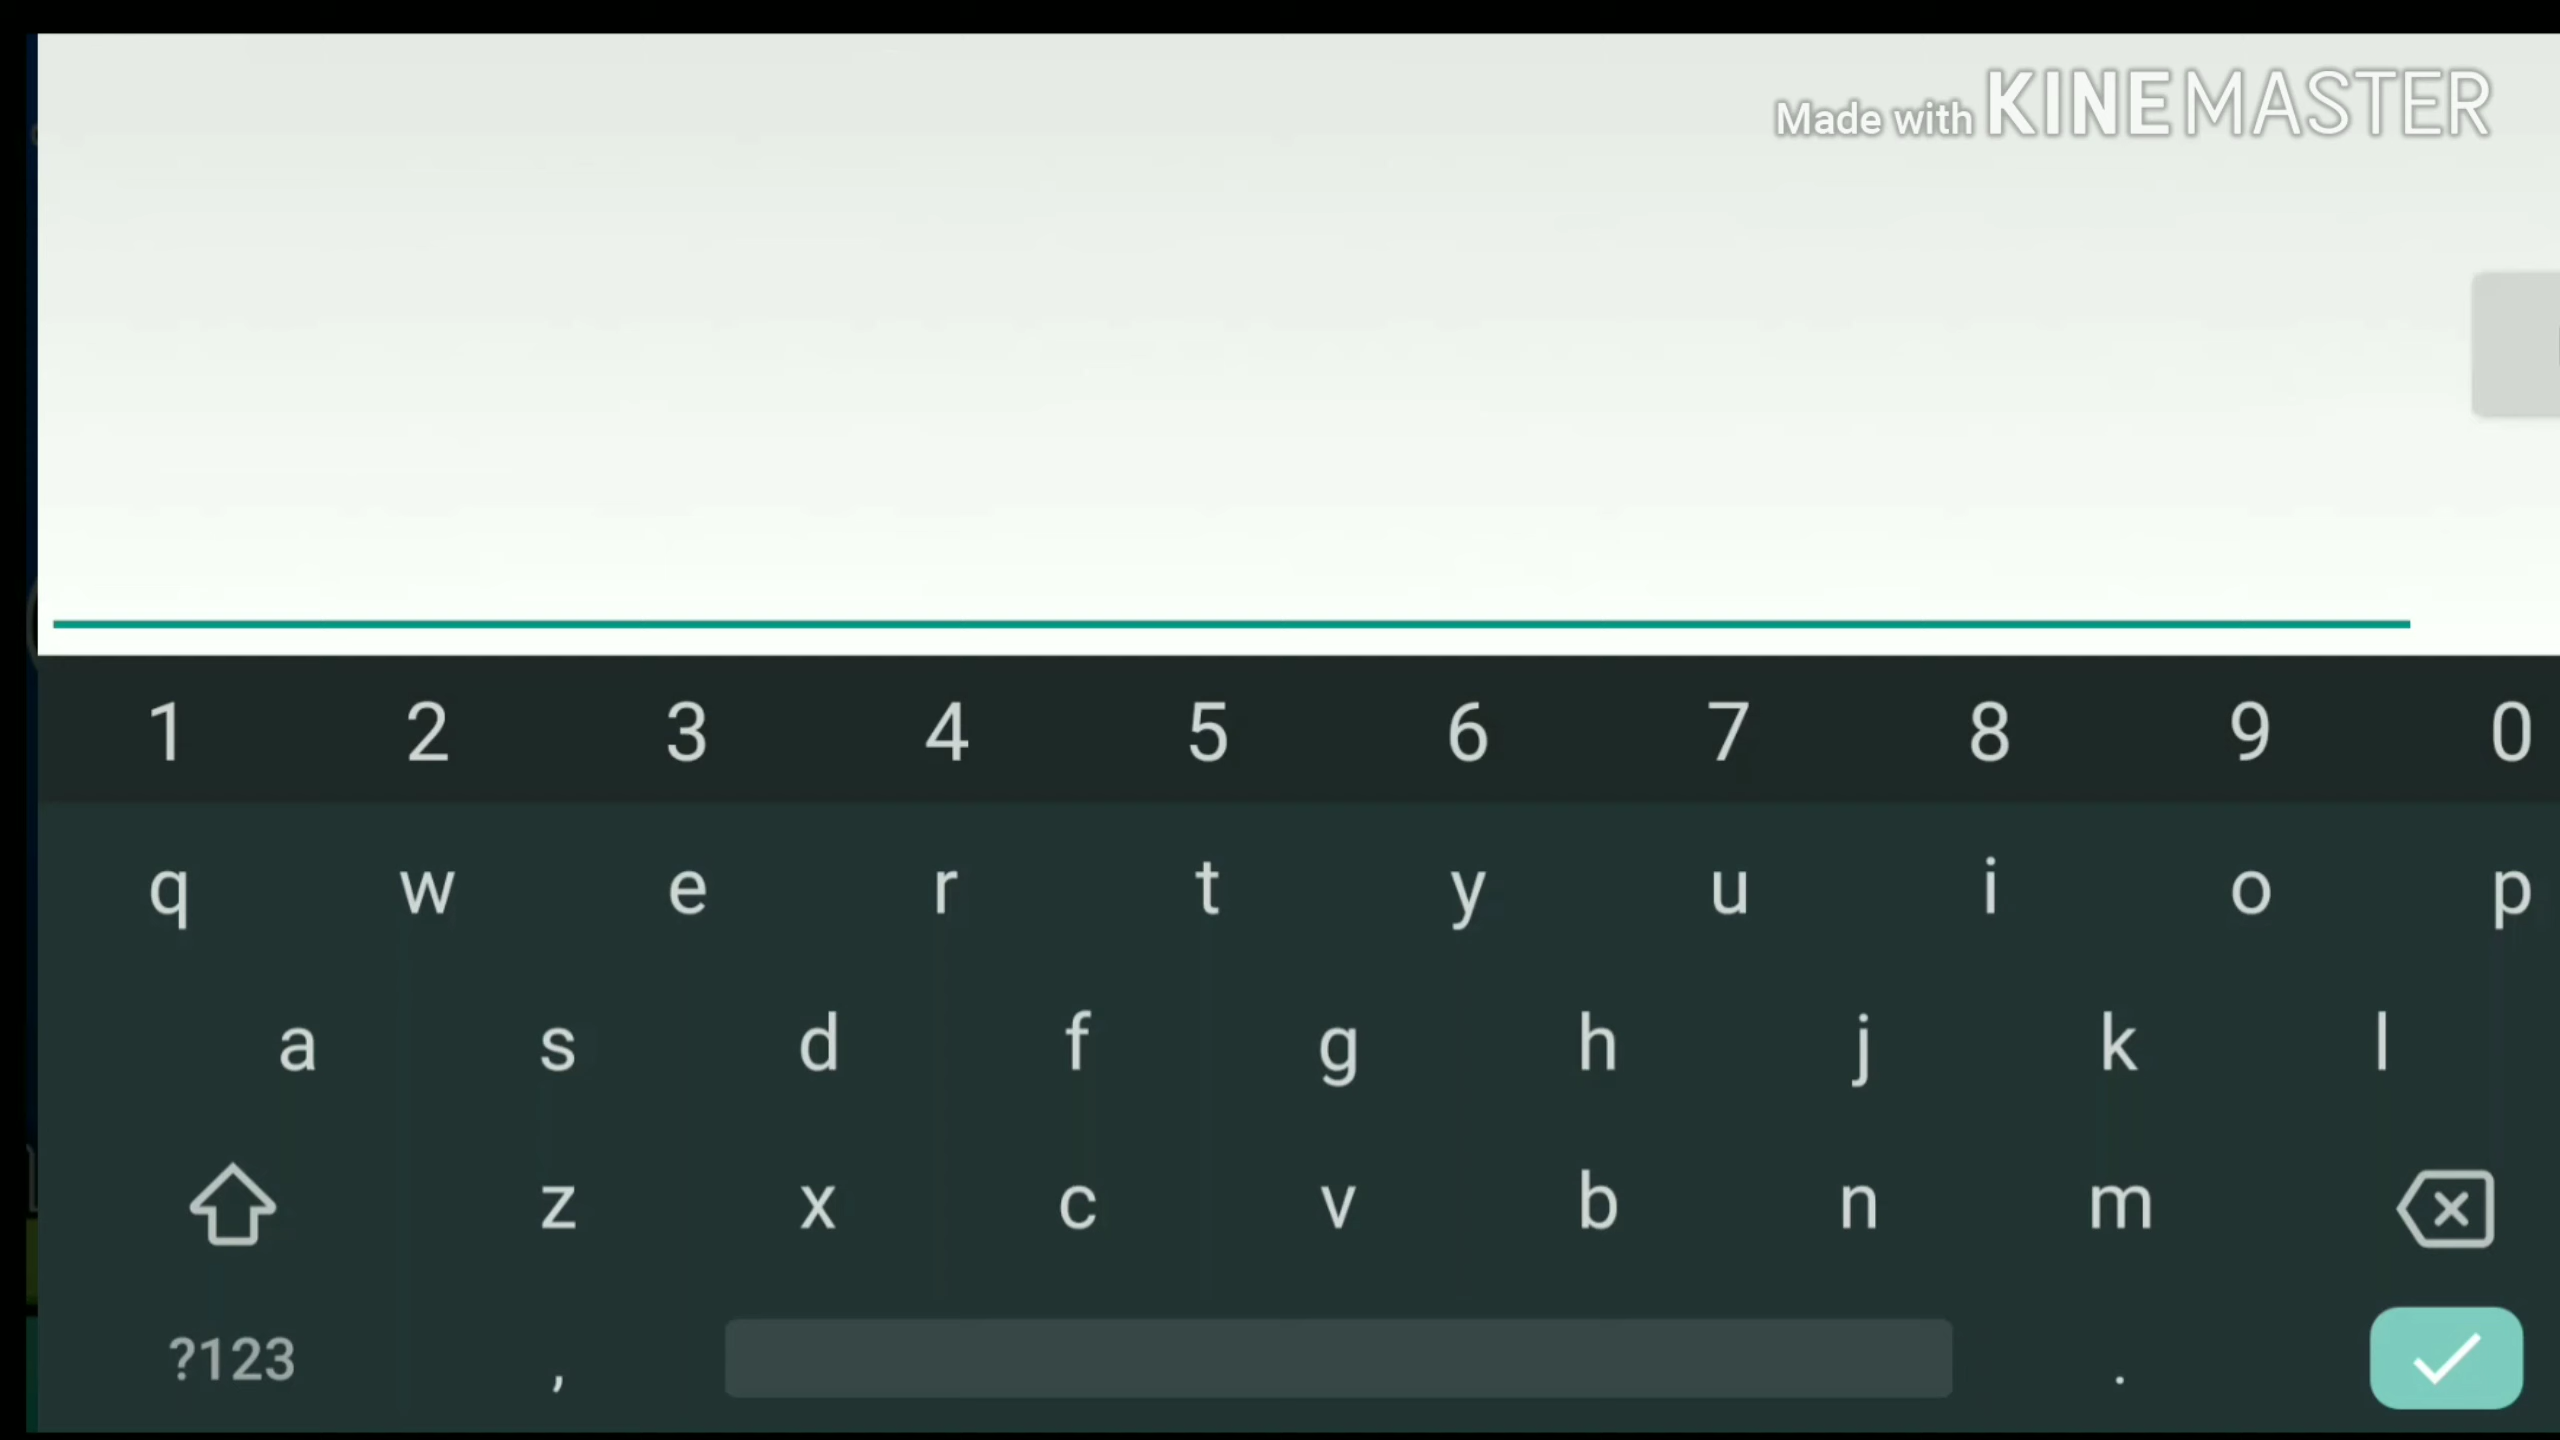 Made with KINEMASTER
1 2 3 4 5 6 7 8 9 0
q w e r t y u i o p
a s d f g h j k l
z x c v b n m
?123 , .